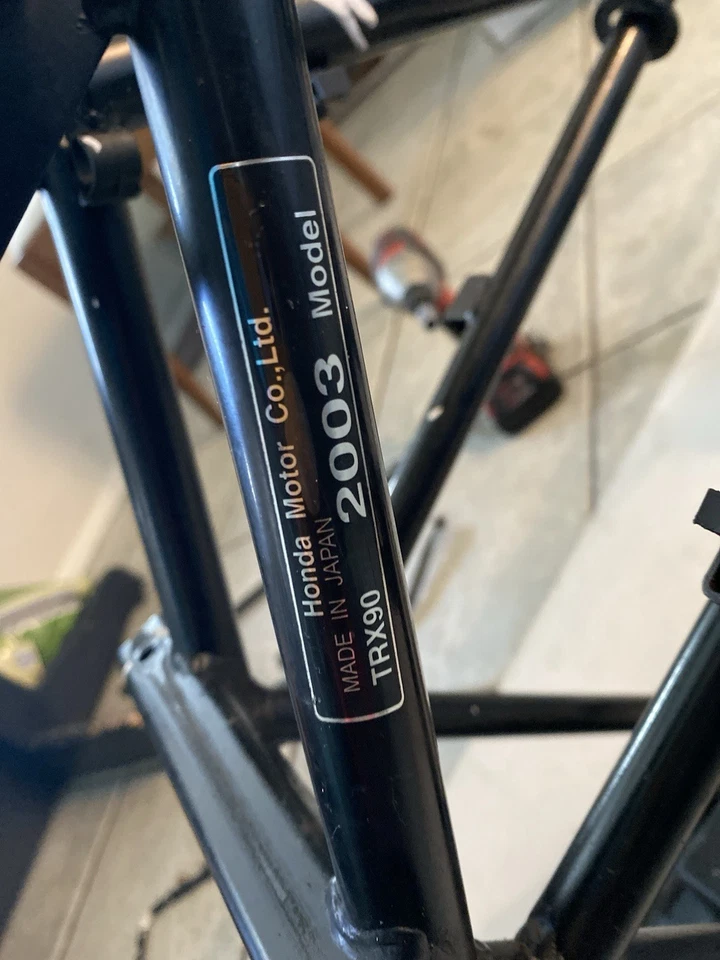 Honda Motor Co.,Ltd.
MADE IN JAPAN
2003 Model
TRX90